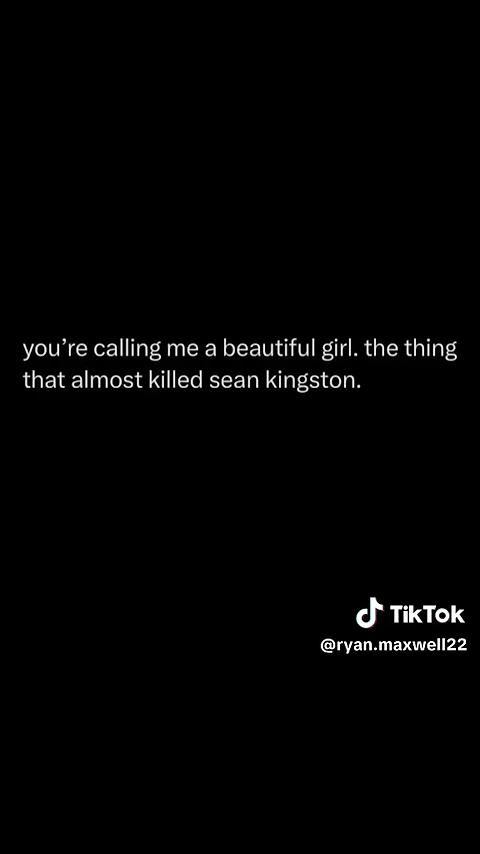 you’re calling me a beautiful girl. the thing
that almost killed sean kingston.
TikTok
@ryan.maxwell22